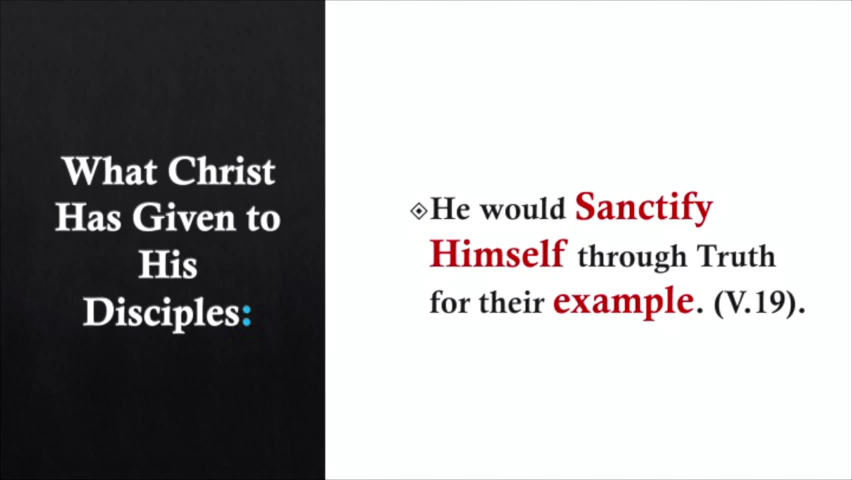 What Christ
Has Given to
His
Disciples:
He would Sanctify
Himself through Truth
for their example. (V.19).